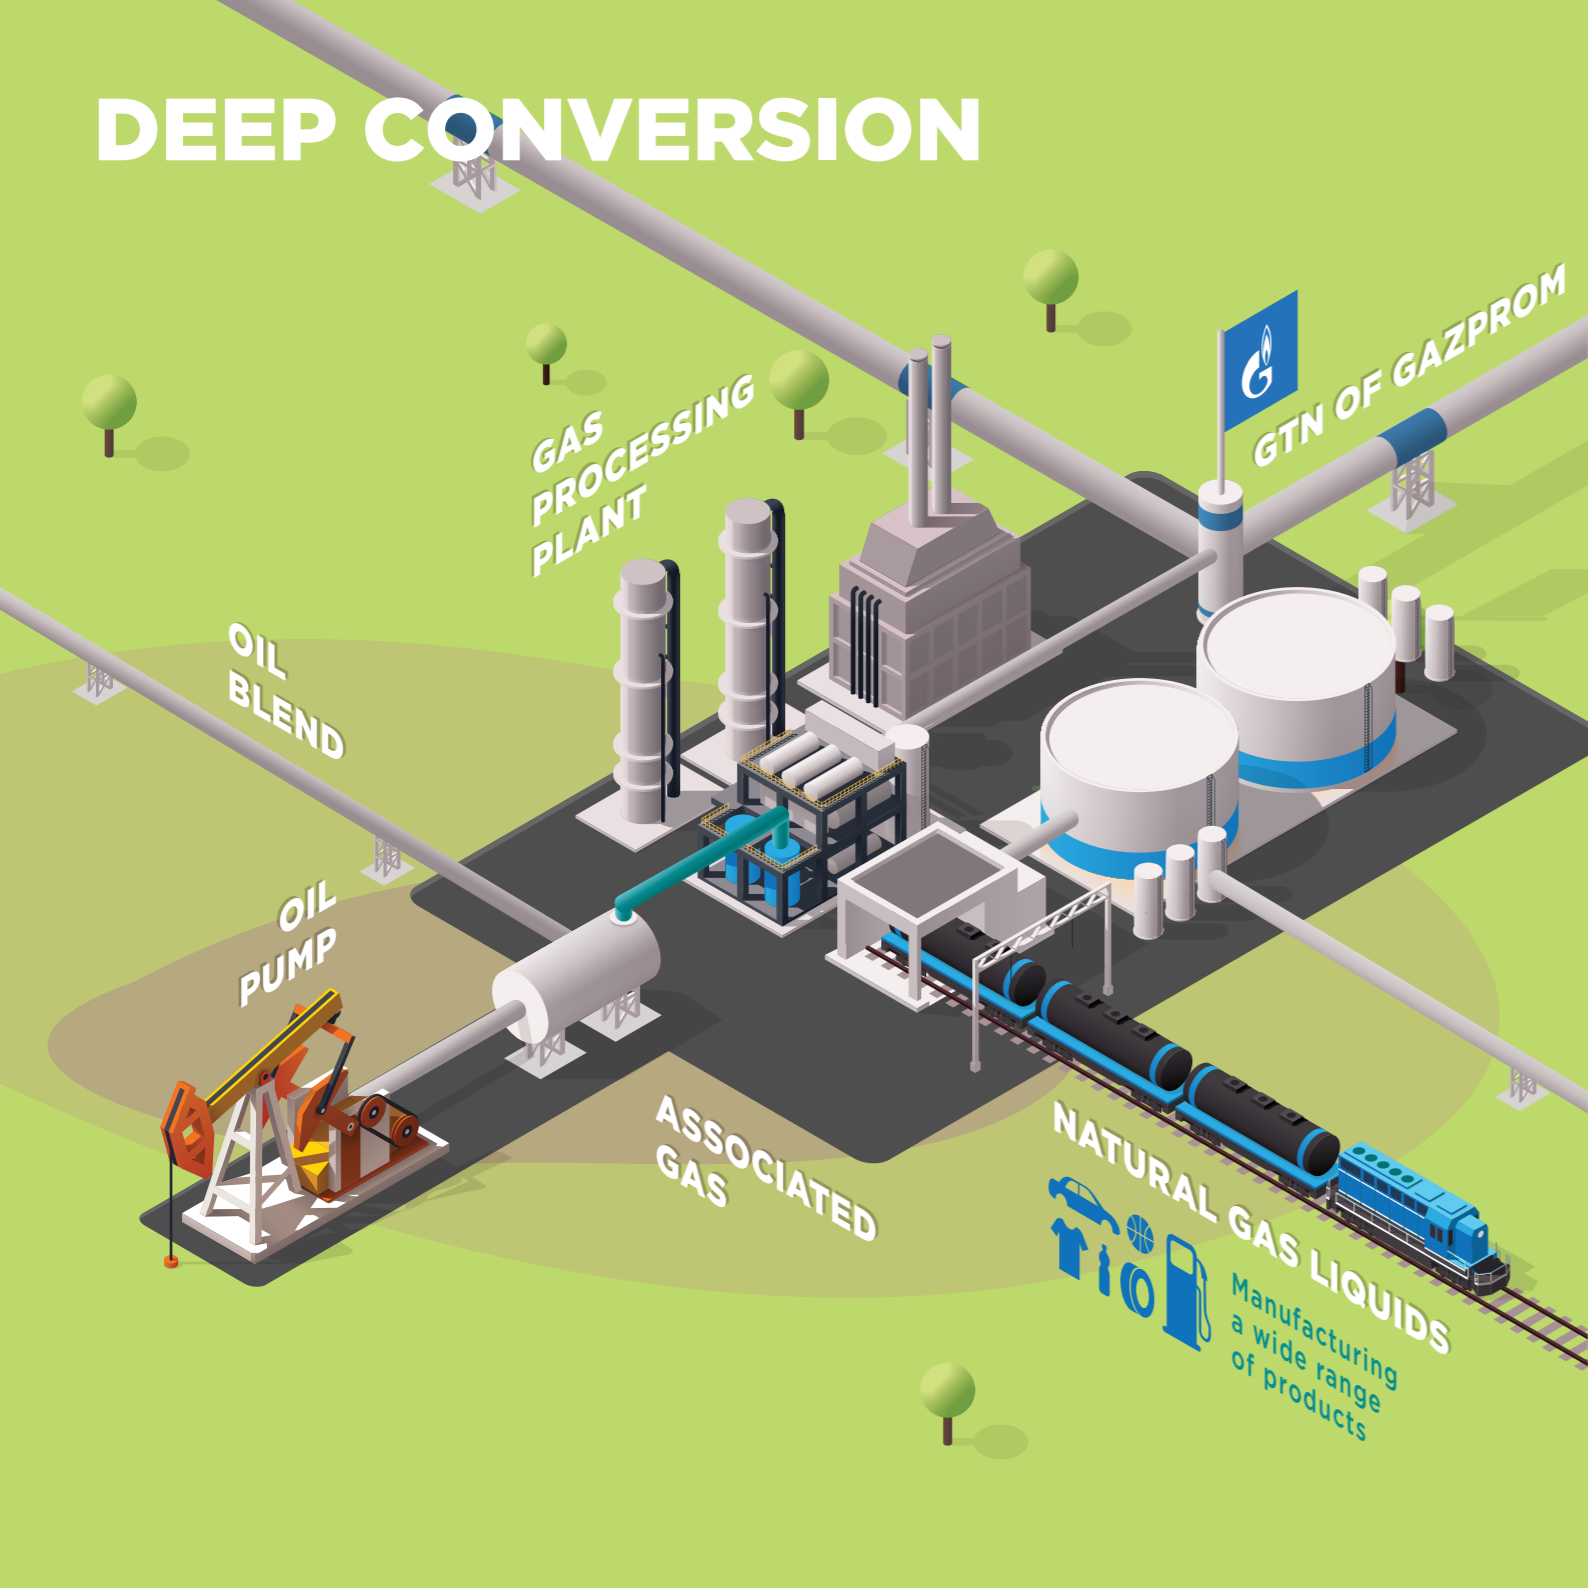 DEEP CONVERSION
GTN OF GAZPROM
GAS
PROCESSING
PLANT
OIL
BLEND
OIL
PUMP
ASSOCIATED
GAS
NATURAL GAS LIQUIDS
Manufacturing
a wide range
of products